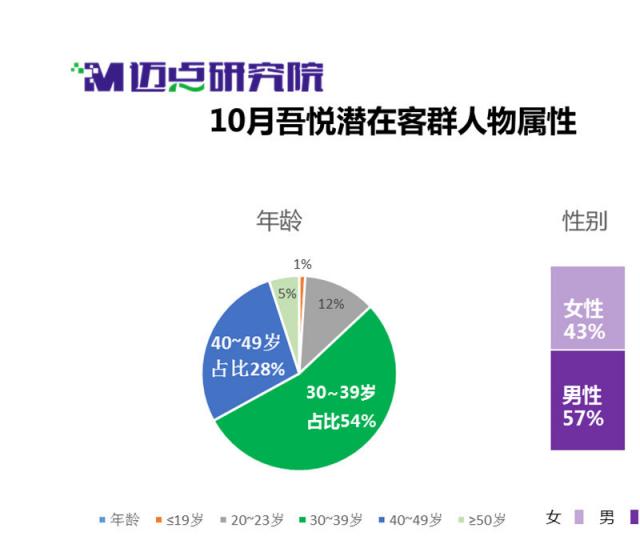 M迈点研究院
10月吾悦潜在客群人物属性
年龄
性别
1%
5%
12%
40~49岁
占比28%
30~39岁
占比54%
女性
43%
男性
57%
年龄 ≤19岁 20~23岁 30~39岁 40~49岁 ≥50岁
女 男